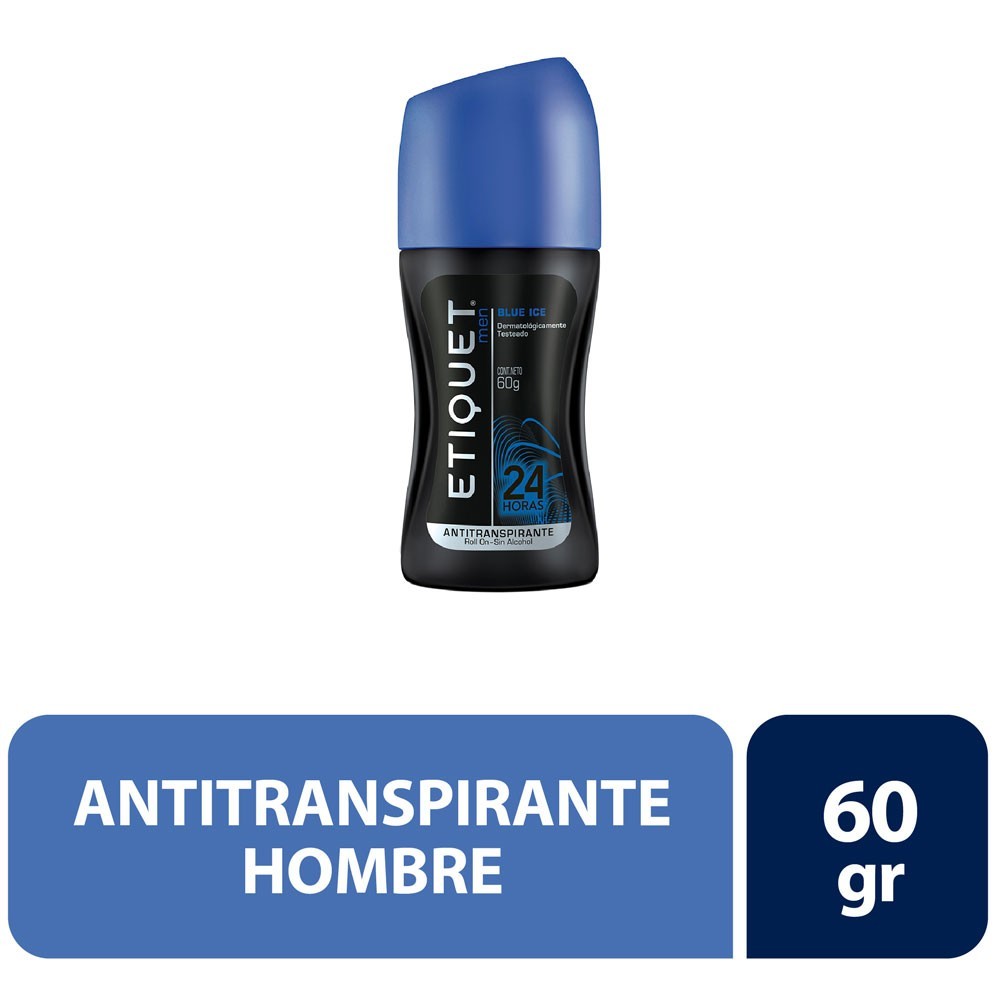 ETIQUET®
men
BLUE ICE
Dermatológicamente
Testeado
CONT.NETO
60g
24
HORAS
ANTITRANSPIRANTE
Roll On-Sin Alcohol
ANTITRANSPIRANTE
HOMBRE
60
gr